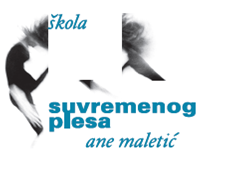 škola
suvremenog
plesa
ane maletić